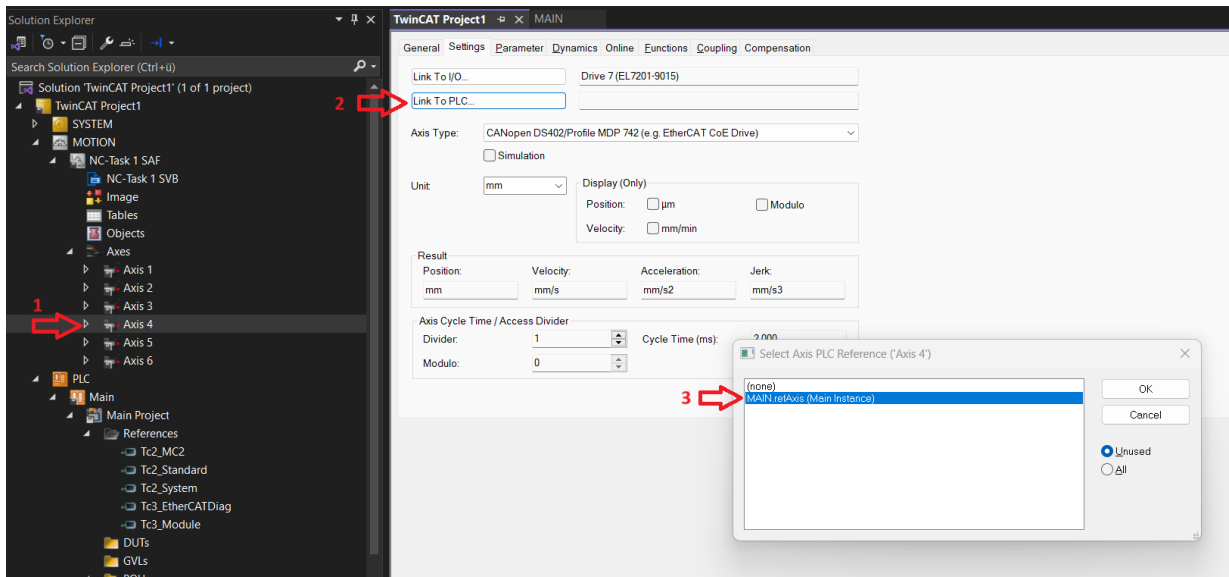 Solution Explorer
Search Solution Explorer (Ctrl+ü)
Solution 'TwinCAT Project1' (1 of 1 project)
TwinCAT Project1
SYSTEM
MOTION
NC-Task 1 SAF
NC-Task 1 SVB
Image
Tables
Objects
Axes
Axis 1
Axis 2
1
Axis 3
Axis 4
Axis 5
Axis 6
PLC
Main
Main Project
References
Tc2_MC2
Tc2_Standard
Tc2_System
Tc3_EtherCATDiag
Tc3_Module
DUTs
GVLs
TwinCAT Project1 MAIN
General Settings Parameter Dynamics Online Functions Coupling Compensation
Link To I/O... Drive 7 (EL7201-9015)
2 Link To PLC...
Axis Type: CANopen DS402/Profile MDP 742 (e.g. EtherCAT CoE Drive)
Simulation
Unit: mm Display (Only)
Position: µm Modulo
Velocity: mm/min
Result
Position: Velocity: Acceleration: Jerk:
mm mm/s mm/s2 mm/s3
Axis Cycle Time / Access Divider
Divider: 1 Cycle Time (ms): 2.000
Modulo: 0
Select Axis PLC Reference ('Axis 4')
(none)
3 MAIN.refAxis (Main Instance)
OK
Cancel
Unused
All